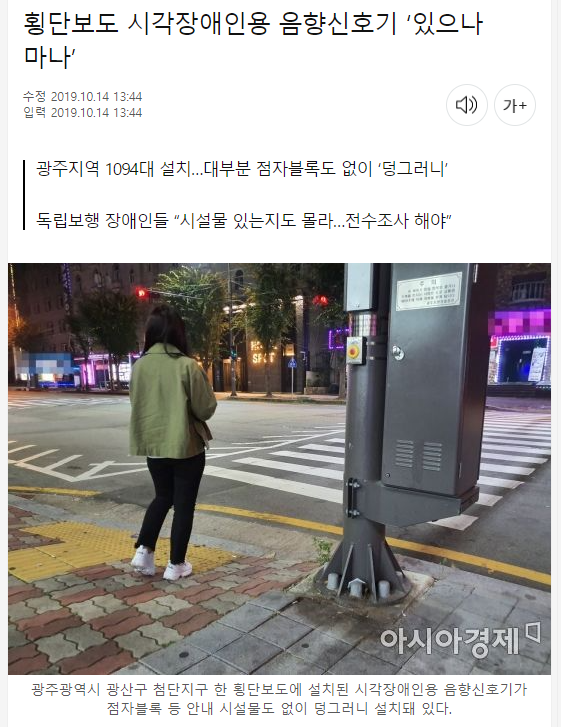 횡단보도 시각장애인용 음향신호기 ‘있으나
마나’
수정 2019.10.14 13:44
입력 2019.10.14 13:44
가+
광주지역 1094대 설치…대부분 점자블록도 없이 ‘덩그러니’
독립보행 장애인들 “시설물 있는지도 몰라…전수조사 해야”
아시아경제
광주광역시 광산구 첨단지구 한 횡단보도에 설치된 시각장애인용 음향신호기가
점자블록 등 안내 시설물도 없이 덩그러니 설치돼 있다.